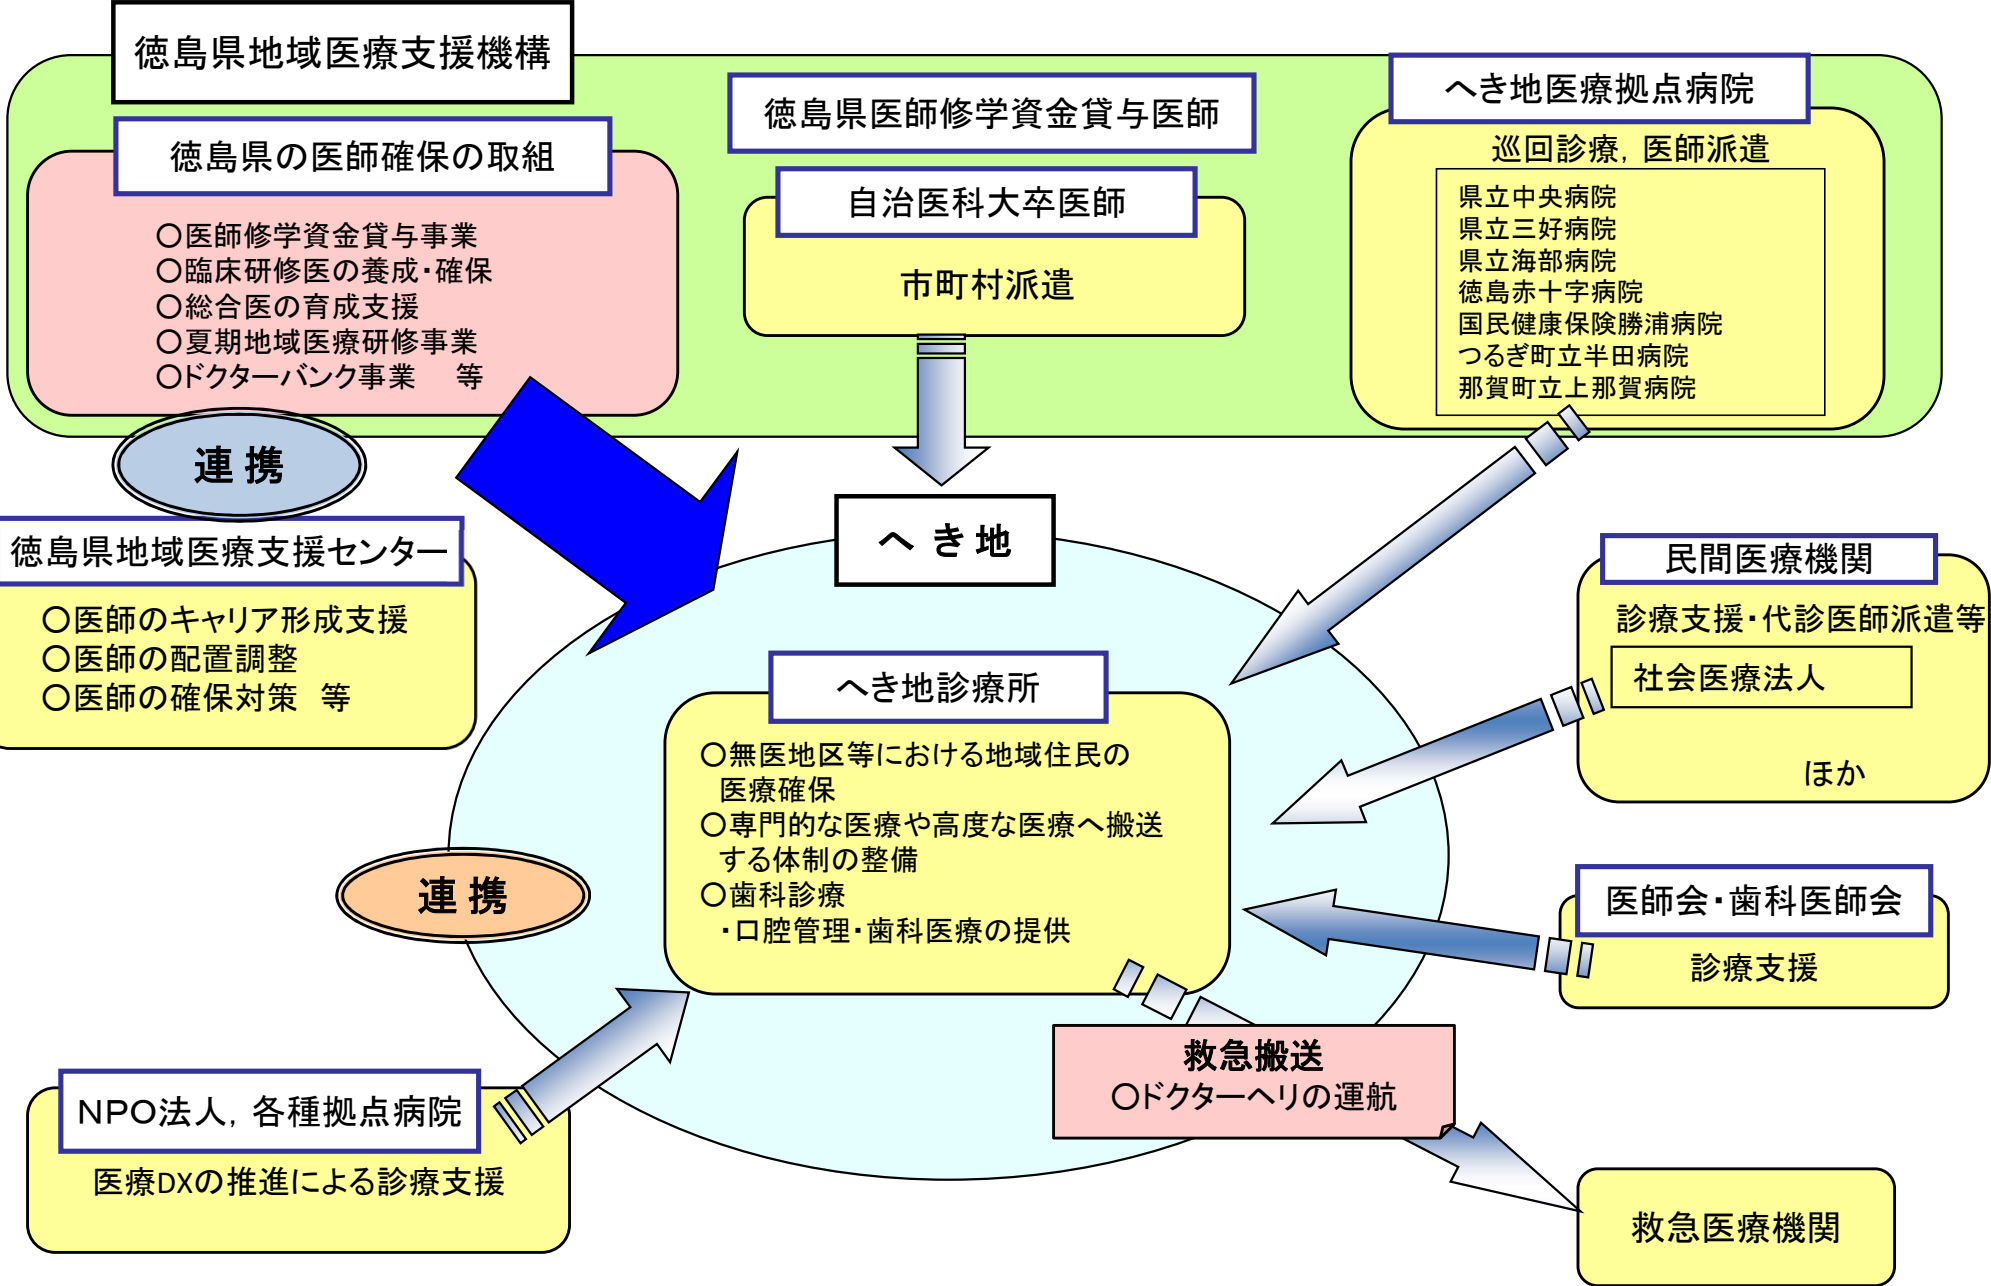 徳島県地域医療支援機構
徳島県の医師確保の取組
〇医師修学資金貸与事業
〇臨床研修医の養成・確保
〇総合医の育成支援
〇夏期地域医療研修事業
〇ドクターバンク事業　等
徳島県医師修学資金貸与医師
自治医科大卒医師
市町村派遣
へき地医療拠点病院
巡回診療，医師派遣
県立中央病院
県立三好病院
県立海部病院
徳島赤十字病院
国民健康保険勝浦病院
つるぎ町立半田病院
那賀町立上那賀病院
連 携
徳島県地域医療支援センター
〇医師のキャリア形成支援
〇医師の配置調整
〇医師の確保対策　等
へ き 地
へき地診療所
〇無医地区等における地域住民の
医療確保
〇専門的な医療や高度な医療へ搬送
する体制の整備
〇歯科診療
・口腔管理・歯科医療の提供
民間医療機関
診療支援・代診医師派遣等
社会医療法人
ほか
連 携
医師会・歯科医師会
診療支援
救急搬送
〇ドクターヘリの運航
NPO法人，各種拠点病院
医療DXの推進による診療支援
救急医療機関